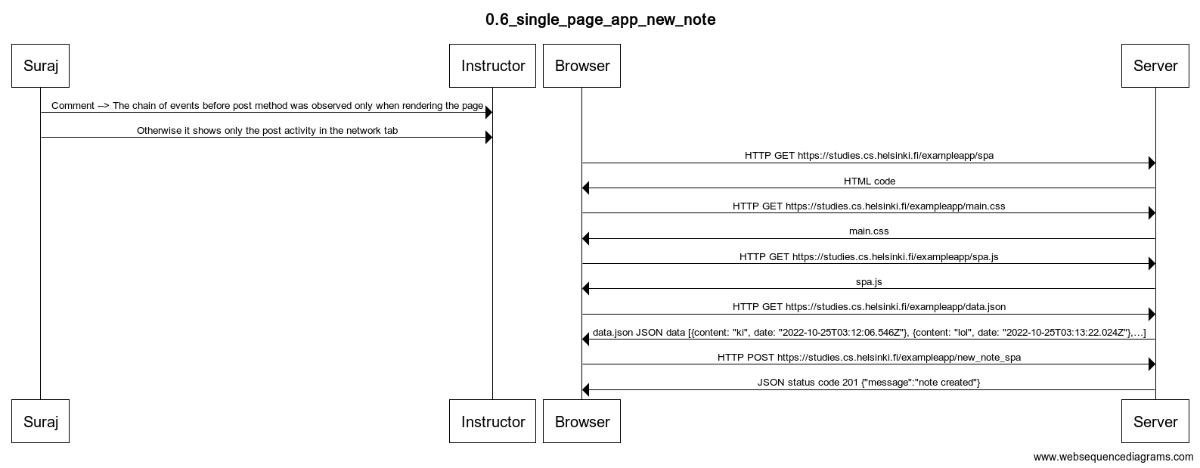 0.6_single_page_app_new_note
Suraj Instructor Browser Server
Comment --> The chain of events before post method was observed only when rendering the page
Otherwise it shows only the post activity in the network tab
HTTP GET https://studies.cs.helsinki.fi/exampleapp/spa
HTML code
HTTP GET https://studies.cs.helsinki.fi/exampleapp/main.css
main.css
HTTP GET https://studies.cs.helsinki.fi/exampleapp/spa.js
spa.js
HTTP GET https://studies.cs.helsinki.fi/exampleapp/data.json
data.json JSON data [{content: "ki", date: "2022-10-25T03:12:06.546Z"}, {content: "lol", date: "2022-10-25T03:13:22.024Z"},...]
HTTP POST https://studies.cs.helsinki.fi/exampleapp/new_note_spa
JSON status code 201 {"message":"note created"}
Suraj Instructor Browser Server
www.websequencediagrams.com